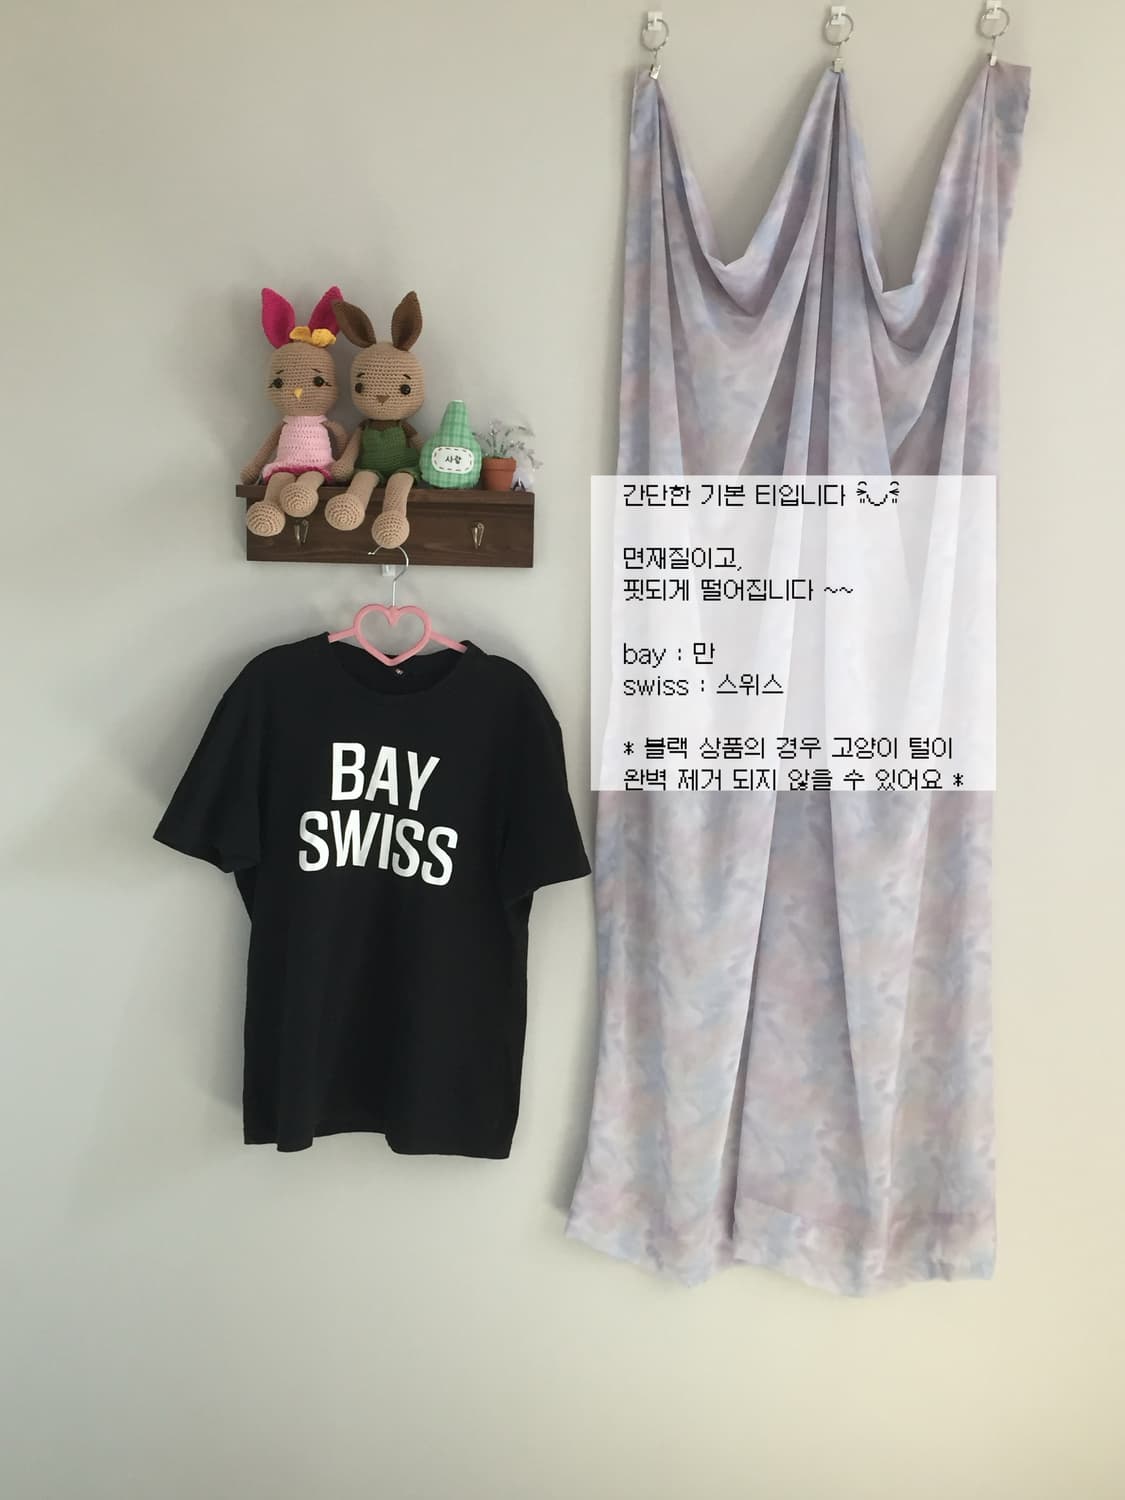 사랑
간단한 기본 티입니다
면재질이고,
핏되게 떨어집니다 ~~
bay : 만
swiss : 스위스
* 블랙 상품의 경우 고양이 털이
완벽 제거 되지 않을 수 있어요 *
BAY
SWISS